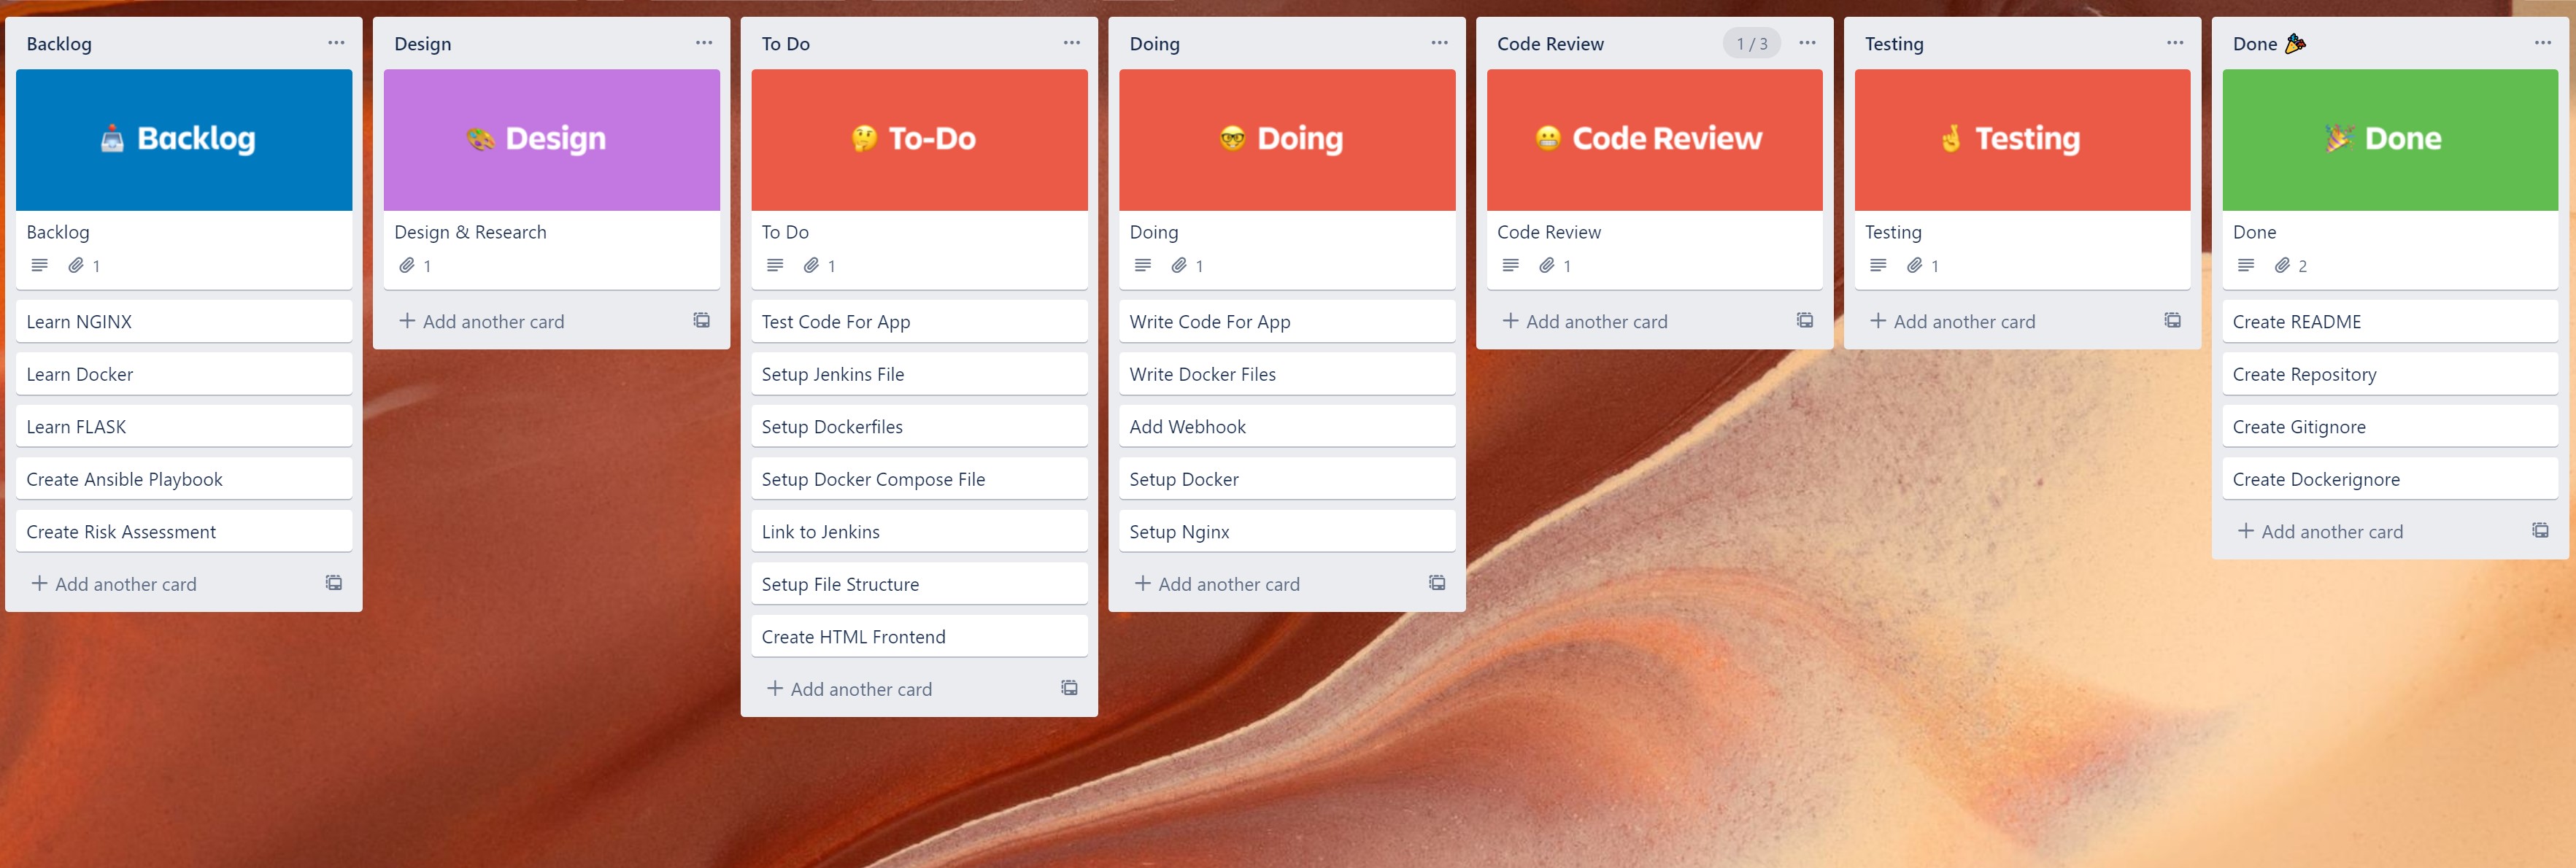 Backlog
Backlog
Backlog
1
Learn NGINX
Learn Docker
Learn FLASK
Create Ansible Playbook
Create Risk Assessment
+ Add another card
Design
Design
Design & Research
1
+ Add another card
To Do
To-Do
To Do
1
Test Code For App
Setup Jenkins File
Setup Dockerfiles
Setup Docker Compose File
Link to Jenkins
Setup File Structure
Create HTML Frontend
+ Add another card
Doing
Doing
Doing
1
Write Code For App
Write Docker Files
Add Webhook
Setup Docker
Setup Nginx
+ Add another card
Code Review 1 / 3
Code Review
Code Review
1
+ Add another card
Testing
Testing
Testing
1
+ Add another card
Done 🎉
Done
Done
2
Create README
Create Repository
Create Gitignore
Create Dockerignore
+ Add another card